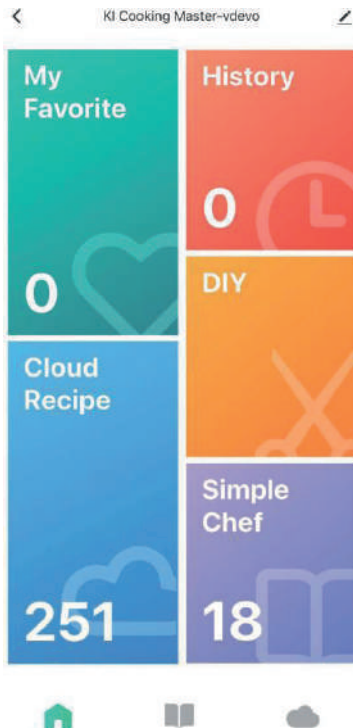 KI Cooking Master-vdevo
My
Favorite
0
History
0
DIY
Cloud
Recipe
251
Simple
Chef
18